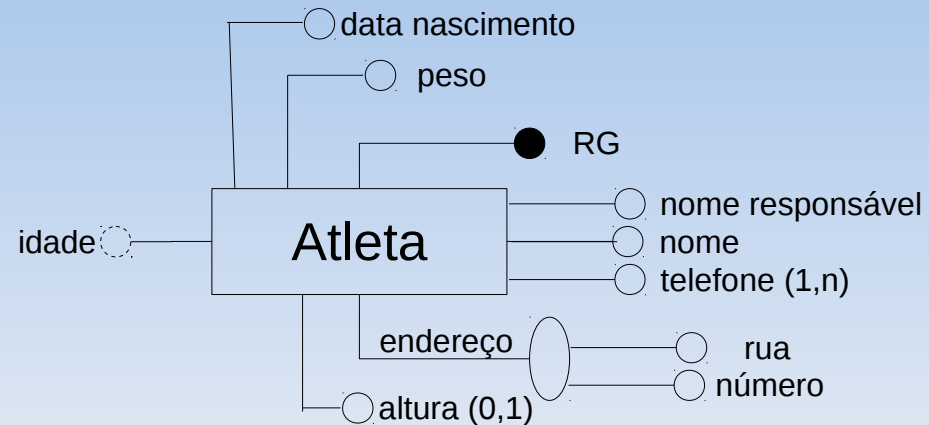 data nascimento
peso
RG
nome responsável
idade
Atleta
nome
telefone (1,n)
endereço
rua
número
altura (0,1)